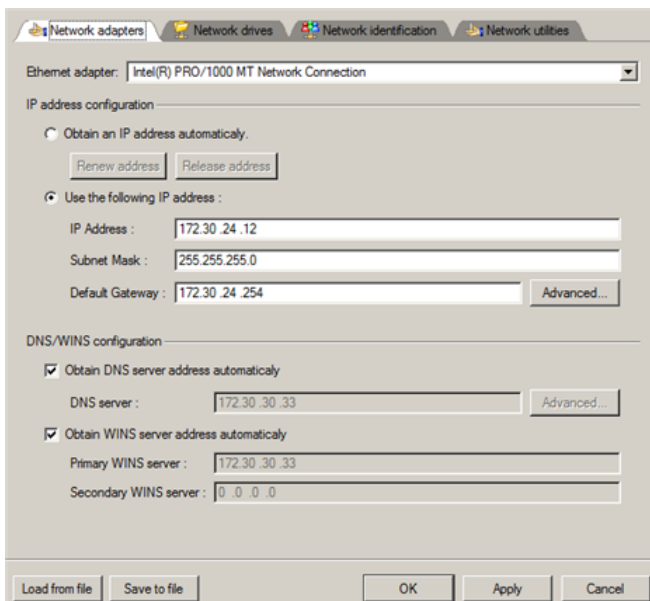 Network adapters Network drives Network identification Network utilities
Ethernet adapter: Intel(R) PRO/1000 MT Network Connection
IP address configuration
Obtain an IP address automaticaly.
Renew address Release address
Use the following IP address :
IP Address : 172.30 .24 .12
Subnet Mask : 255.255.255.0
Default Gateway : 172.30 .24 .254 Advanced...
DNS/WINS configuration
Obtain DNS server address automaticaly
DNS server : 172.30 .30 .33 Advanced...
Obtain WINS server address automaticaly
Primary WINS server : 172.30 .30 .33
Secondary WINS server : 0 .0 .0 .0
Load from file Save to file OK Apply Cancel